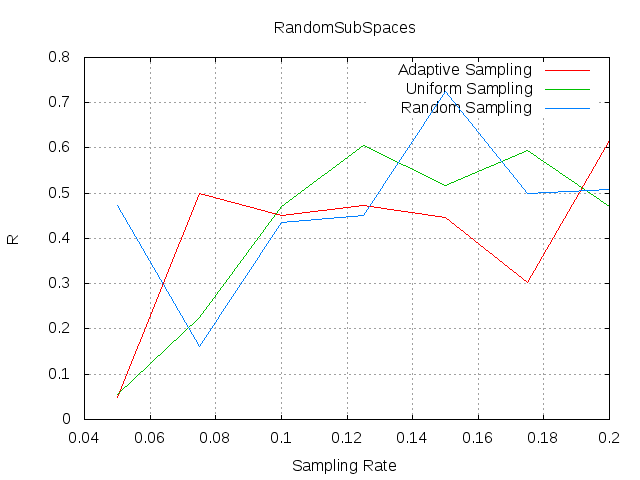 RandomSubSpaces
0.8
0.7
0.6
0.5
0.4
0.3
0.2
0.1
0
R
Adaptive Sampling
Uniform Sampling
Random Sampling
0.04 0.06 0.08 0.1 0.12 0.14 0.16 0.18 0.2
Sampling Rate